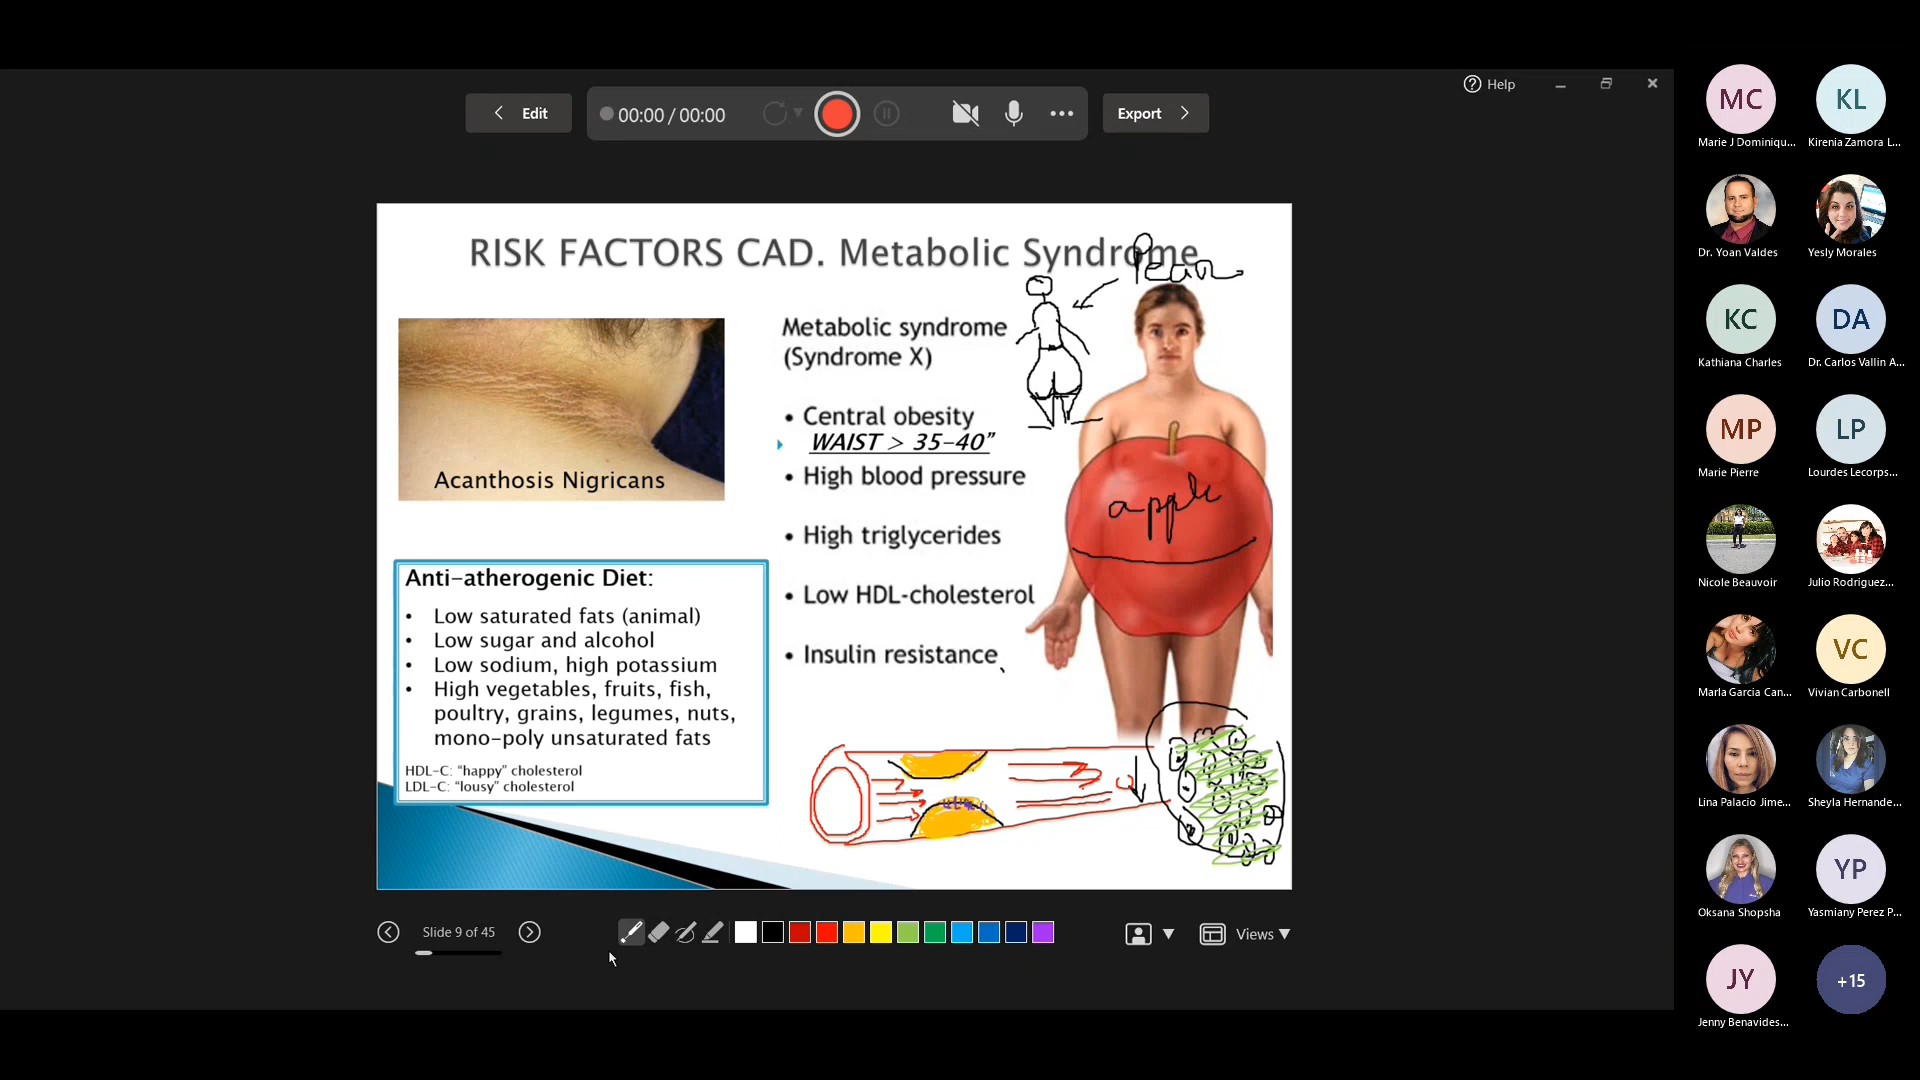 Help
Edit
00:00 / 00:00
Export
RISK FACTORS CAD. Metabolic Syndrome
Pear
Metabolic syndrome
(Syndrome X)
• Central obesity
WAIST > 35-40”
• High blood pressure
• High triglycerides
• Low HDL-cholesterol
• Insulin resistance
apple
Acanthosis Nigricans
Anti-atherogenic Diet:
• Low saturated fats (animal)
• Low sugar and alcohol
• Low sodium, high potassium
• High vegetables, fruits, fish,
poultry, grains, legumes, nuts,
mono-poly unsaturated fats
HDL-C: “happy” cholesterol
LDL-C: “lousy” cholesterol
Slide 9 of 45
Views
MC KL
Marie J Dominiqu... Kirenia Zamora L...
Dr. Yoan Valdes Yesly Morales
KC DA
Kathiana Charles Dr. Carlos Vallin A...
MP LP
Marie Pierre Lourdes Lecorps...
Nicole Beauvoir Julio Rodriguez...
VC
Marla Garcia Can... Vivian Carbonell
Lina Palacio Jime... Sheyla Hernande...
YP
Oksana Shopsha Yasmiany Perez P...
JY +15
Jenny Benavides...